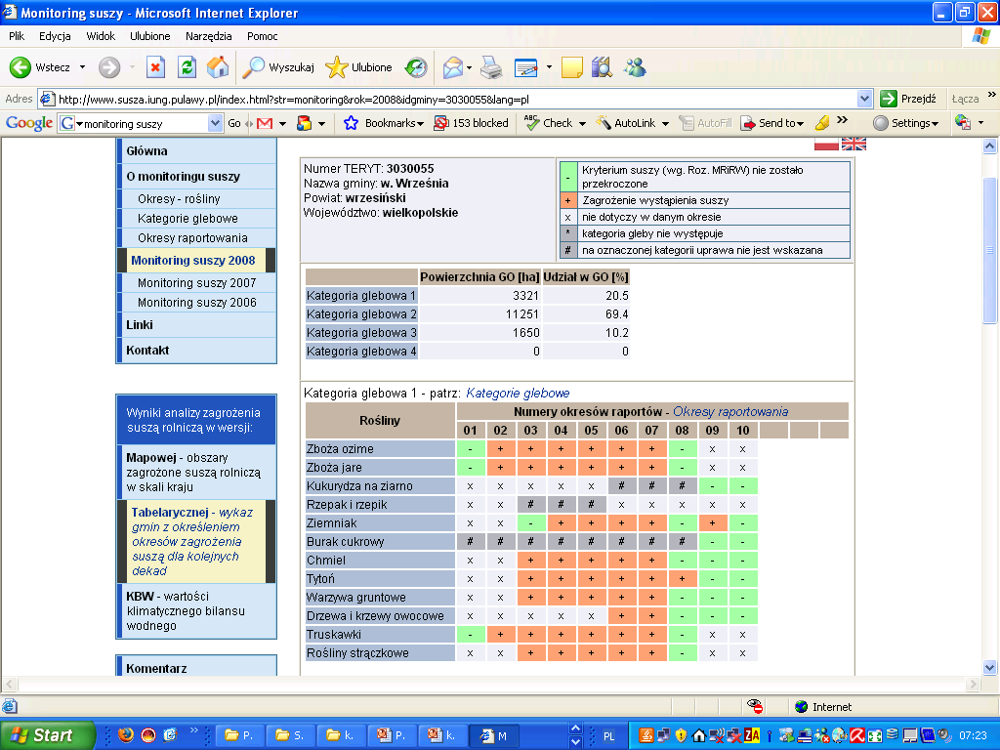 Monitoring suszy - Microsoft Internet Explorer
Plik Edycja Widok Ulubione Narzędzia Pomoc
Wstecz Wyszukaj Ulubione
Adres http://www.susza.iung.pulawy.pl/index.html?str=monitoring&rok=2008&idgminy=3030055&lang=pl Przejdź Łącza »
Google G monitoring suszy Go Bookmarks 153 blocked Check AutoLink AutoFill Send to » Settings
Główna
O monitoringu suszy
Okresy - rośliny
Kategorie glebowe
Okresy raportowania
Monitoring suszy 2008
Monitoring suszy 2007
Monitoring suszy 2006
Linki
Kontakt
Wyniki analizy zagrożenia
suszą rolniczą w wersji:
Mapowej - obszary
zagrożone suszą rolniczą
w skali kraju
Tabelarycznej - wykaz
gmin z określeniem
okresów zagrożenia
suszą dla kolejnych
dekad
KBW - wartości
klimatycznego bilansu
wodnego
Komentarz
Numer TERYT: 3030055
Nazwa gminy: w. Września
Powiat: wrzesiński
Województwo: wielkopolskie
- Kryterium suszy (wg. Roz. MRiRW) nie zostało
przekroczone
+ Zagrożenie wystąpienia suszy
x nie dotyczy w danym okresie
* kategoria gleby nie występuje
# na oznaczonej kategorii uprawa nie jest wskazana
Powierzchnia GO [ha] Udział w GO [%]
Kategoria glebowa 1 3321 20.5
Kategoria glebowa 2 11251 69.4
Kategoria glebowa 3 1650 10.2
Kategoria glebowa 4 0 0
Kategoria glebowa 1 - patrz: Kategorie glebowe
Rośliny Numery okresów raportów - Okresy raportowania
01 02 03 04 05 06 07 08 09 10
Zboża ozime - + + + + + + - x x
Zboża jare - + + + + + + - x x
Kukurydza na ziarno x x x x x # # # - -
Rzepak i rzepik x x # # # x x x x x
Ziemniak x x - + + + + - + -
Burak cukrowy # # # # # # # # - -
Chmiel x x + + + + + - - -
Tytoń x x + + + + + + - -
Warzywa gruntowe x x + + + + + - - -
Drzewa i krzewy owocowe x x x x x + + - - -
Truskawki - + + + + + + - x x
Rośliny strączkowe x x + + + + + - x x
Internet
Start » P. S. k. P. k. M PL 07:23